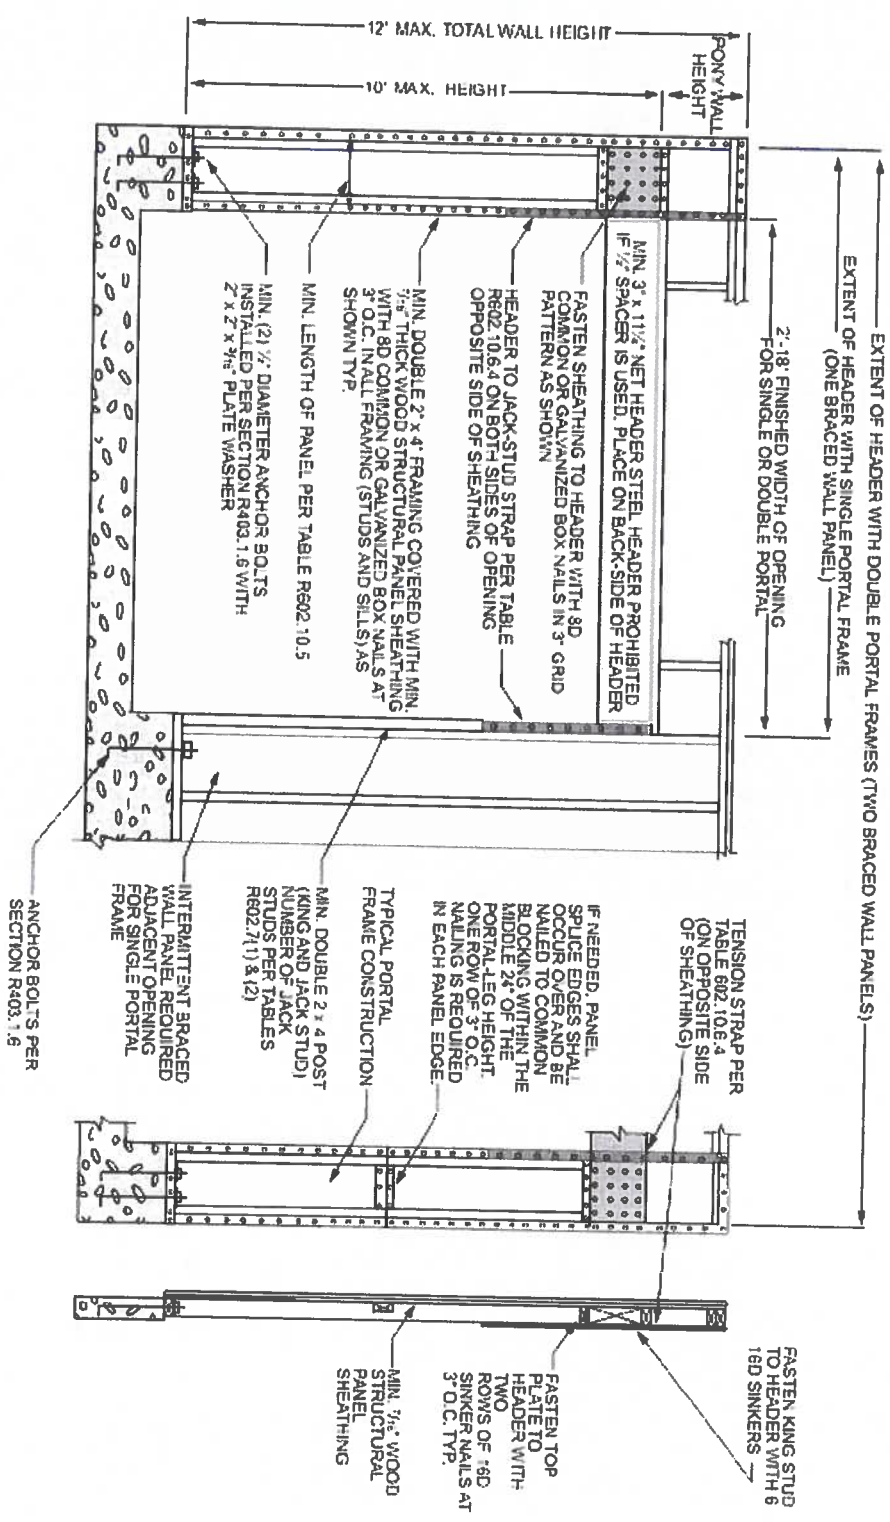 EXTENT OF HEADER WITH DOUBLE PORTAL FRAMES (TWO BRACED WALL PANELS)
EXTENT OF HEADER WITH SINGLE PORTAL FRAME
(ONE BRACED WALL PANEL)
2'-18' FINISHED WIDTH OF OPENING
FOR SINGLE OR DOUBLE PORTAL
PONY WALL
HEIGHT
12' MAX. TOTAL WALL HEIGHT
10' MAX. HEIGHT
MIN. 3" x 11¼" NET HEADER STEEL HEADER PROHIBITED
IF ½" SPACER IS USED, PLACE ON BACK-SIDE OF HEADER
FASTEN SHEATHING TO HEADER WITH 8D
COMMON OR GALVANIZED BOX NAILS IN 3" GRID
PATTERN AS SHOWN
HEADER TO JACK-STUD STRAP PER TABLE
R602.10.6.4 ON BOTH SIDES OF OPENING
OPPOSITE SIDE OF SHEATHING
MIN. DOUBLE 2" x 4" FRAMING COVERED WITH MIN.
7/16" THICK WOOD STRUCTURAL PANEL SHEATHING
WITH 8D COMMON OR GALVANIZED BOX NAILS AT
3" O.C. IN ALL FRAMING (STUDS AND SILLS) AS
SHOWN TYP.
MIN. LENGTH OF PANEL PER TABLE R602.10.5
MIN. (2) ½" DIAMETER ANCHOR BOLTS
INSTALLED PER SECTION R403.1.6 WITH
2" x 2" x 3/16" PLATE WASHER
TENSION STRAP PER
TABLE 602.10.6.4
(ON OPPOSITE SIDE
OF SHEATHING)
IF NEEDED, PANEL
SPLICE EDGES SHALL
OCCUR OVER AND BE
NAILED TO COMMON
BLOCKING WITHIN THE
MIDDLE 24" OF THE
PORTAL-LEG HEIGHT.
ONE ROW OF 3" O.C.
NAILING IS REQUIRED
IN EACH PANEL EDGE.
TYPICAL PORTAL
FRAME CONSTRUCTION
MIN. DOUBLE 2 x 4 POST
(KING AND JACK STUD)
NUMBER OF JACK
STUDS PER TABLES
R602.7(1) & (2)
INTERMITTENT BRACED
WALL PANEL REQUIRED
ADJACENT OPENING
FOR SINGLE PORTAL
FRAME
ANCHOR BOLTS PER
SECTION R403.1.6
FASTEN KING STUD
TO HEADER WITH 6
16D SINKERS
FASTEN TOP
PLATE TO
HEADER WITH
TWO
ROWS OF 16D
SINKER NAILS AT
3" O.C. TYP.
MIN. 7/16" WOOD
STRUCTURAL
PANEL
SHEATHING